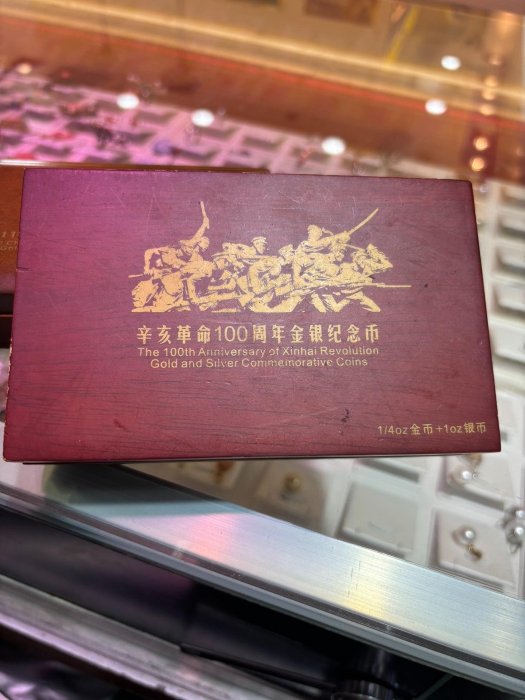 辛亥革命100周年金银纪念币
The 100th Anniversary of Xinhai Revolution
Gold and Silver Commemorative Coins
1/4oz金币+1oz银币